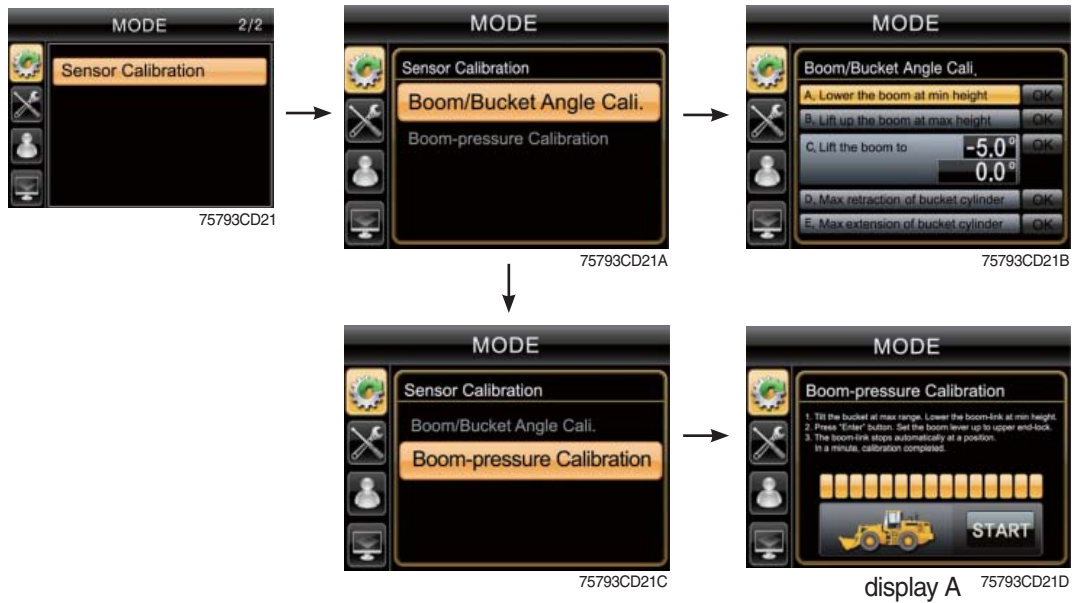 MODE 2/2
Sensor Calibration
75793CD21
MODE
Sensor Calibration
Boom/Bucket Angle Cali.
Boom-pressure Calibration
75793CD21A
MODE
Boom/Bucket Angle Cali.
A. Lower the boom at min height OK
B. Lift up the boom at max height OK
C. Lift the boom to -5.0° OK
0.0°
D. Max retraction of bucket cylinder OK
E. Max extension of bucket cylinder OK
75793CD21B
MODE
Sensor Calibration
Boom/Bucket Angle Cali.
Boom-pressure Calibration
75793CD21C
MODE
Boom-pressure Calibration
1. Tilt the bucket at max range. Lower the boom-link at min height.
2. Press "Enter" button. Set the boom lever up to upper end-lock.
3. The boom-link stops automatically at a position.
In a minute, calibration completed.
START
display A 75793CD21D